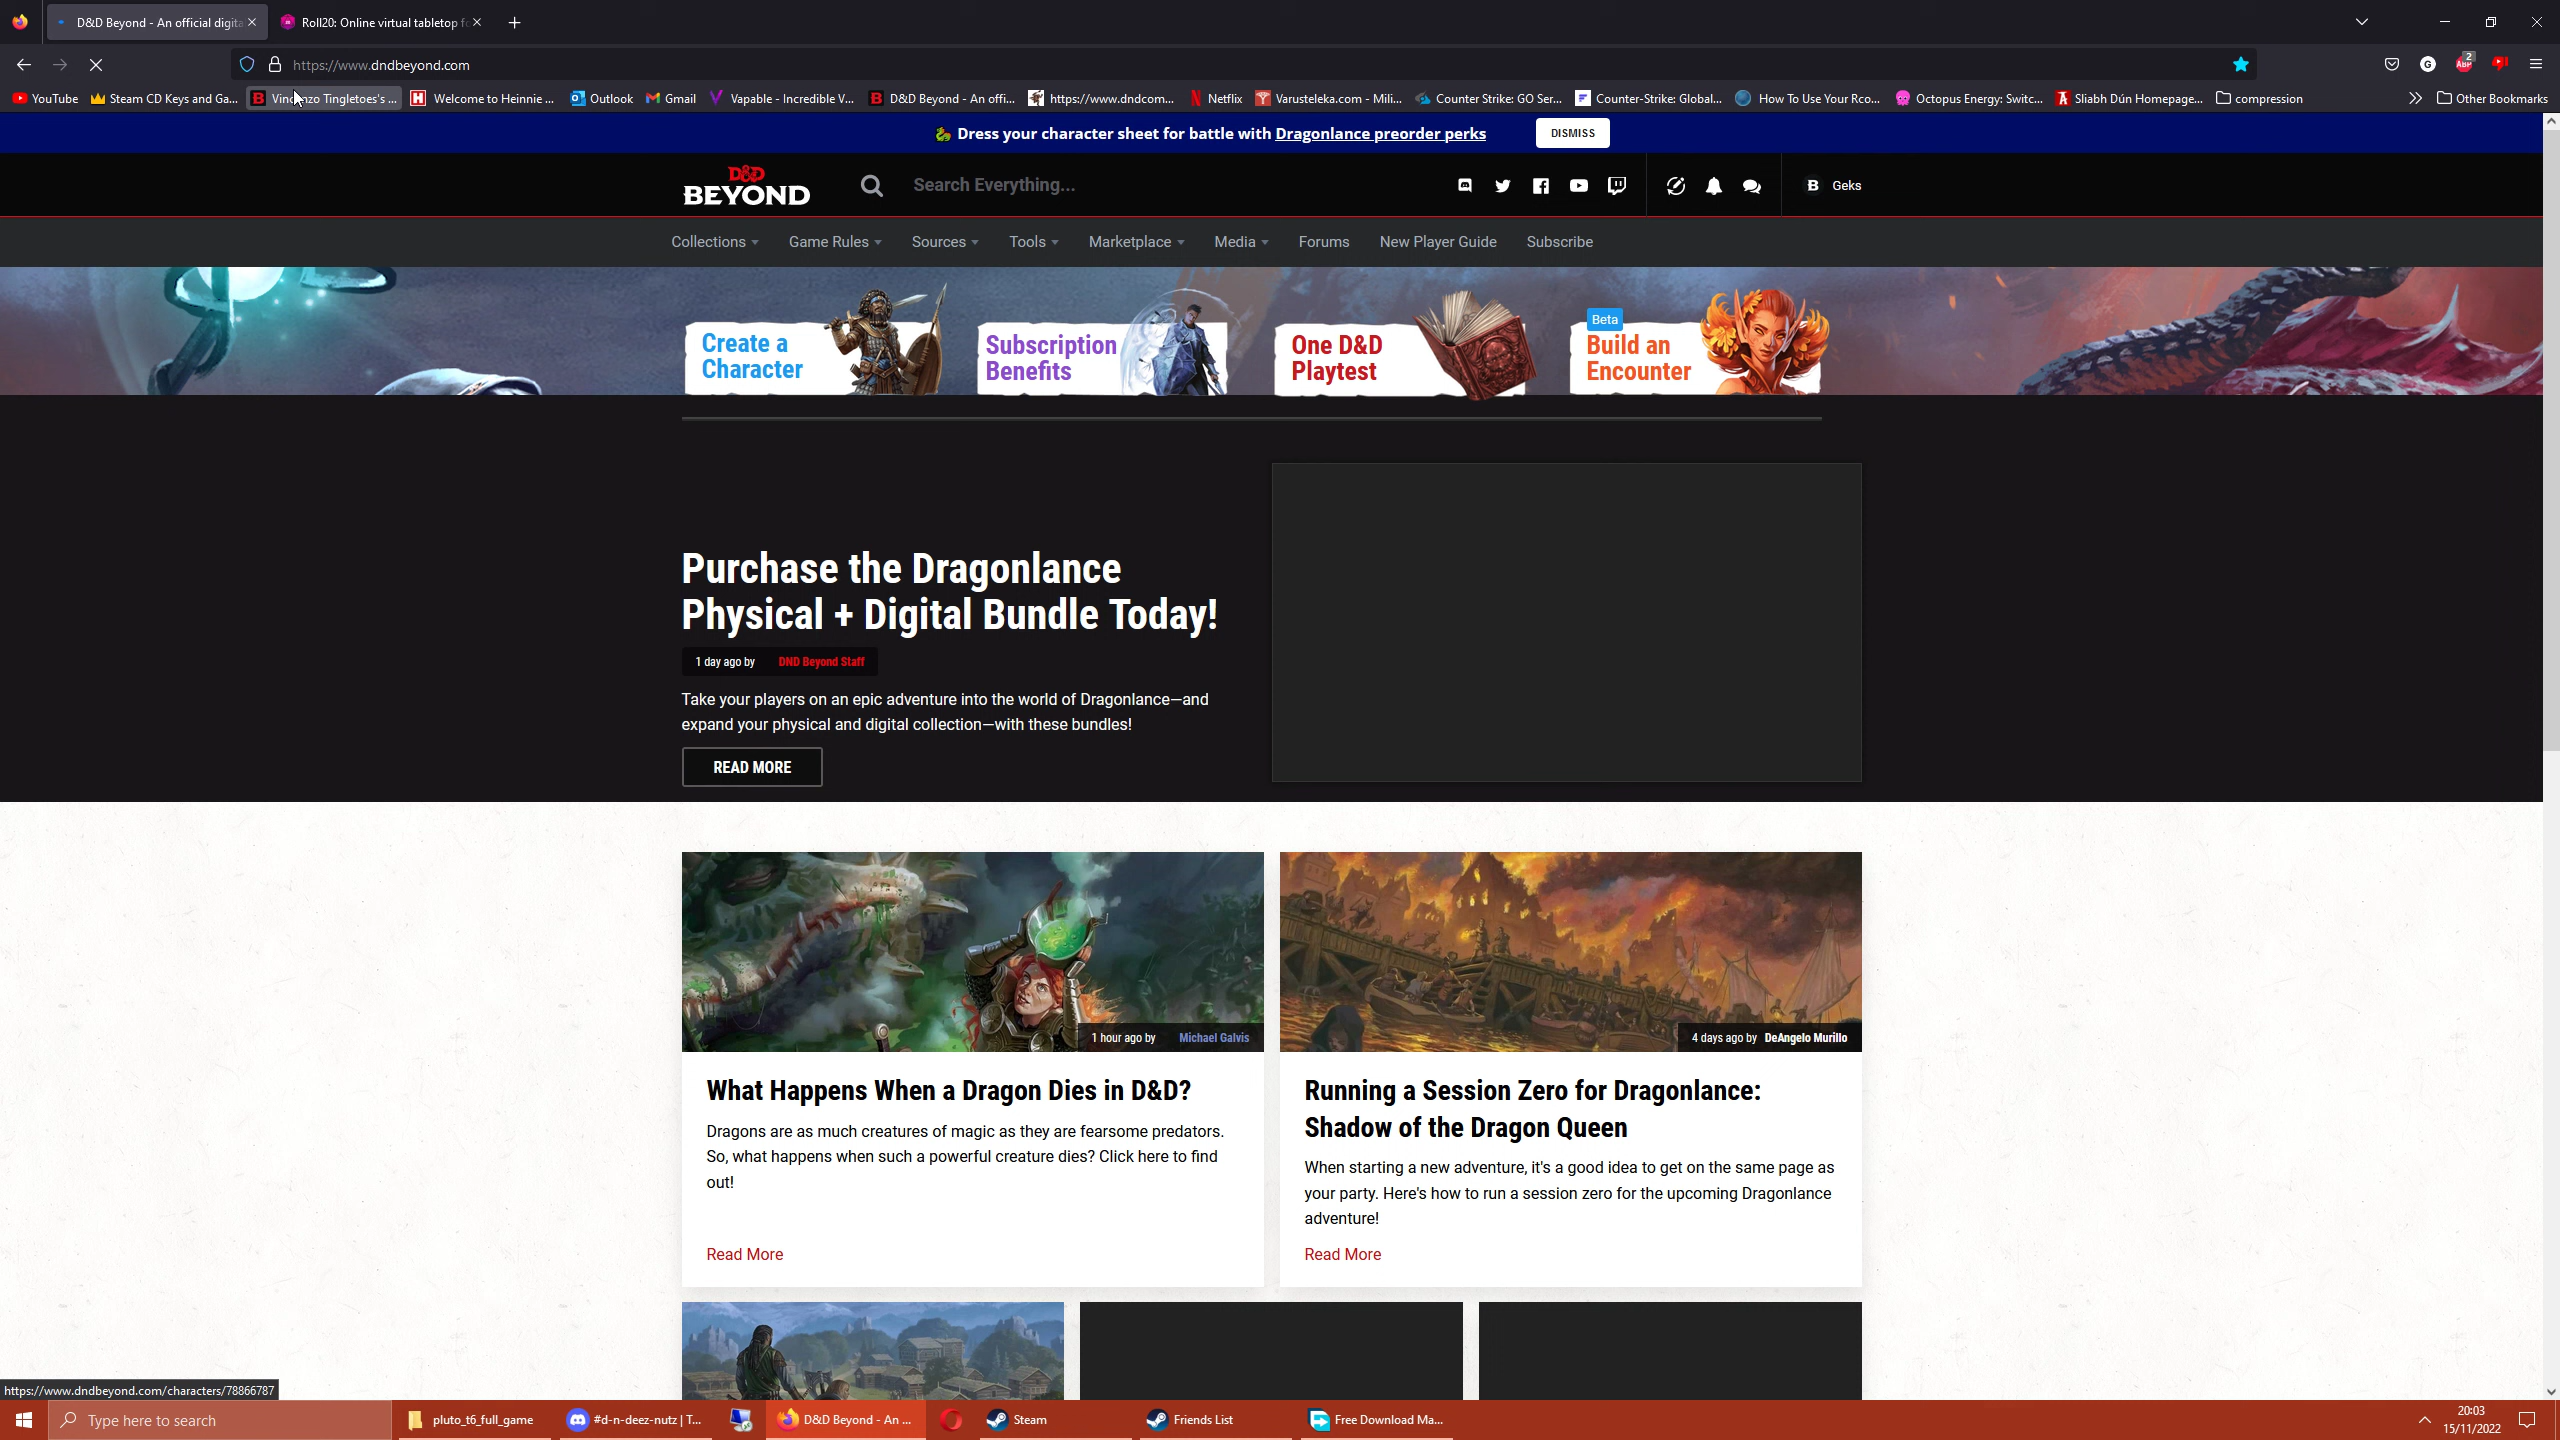 D&D Beyond - An official digita
Roll20: Online virtual tabletop fo
https://www.dndbeyond.com
2
ABP
G
YouTube
Steam CD Keys and Ga...
Vincenzo Tingletoes's ...
Welcome to Heinnie ...
Outlook
Gmail
Vapable - Incredible V...
D&D Beyond - An offi...
https://www.dndcom...
Netflix
Varusteleka.com - Mili...
Counter Strike: GO Ser...
Counter-Strike: Global...
How To Use Your Rco...
Octopus Energy: Switc...
Sliabh Dún Homepage...
compression
Other Bookmarks
Dress your character sheet for battle with Dragonlance preorder perks
DISMISS
D&D
BEYOND
Search Everything...
B Geks
Collections
Game Rules
Sources
Tools
Marketplace
Media
Forums
New Player Guide
Subscribe
Create a
Character
Subscription
Benefits
One D&D
Playtest
Beta
Build an
Encounter
Purchase the Dragonlance
Physical + Digital Bundle Today!
1 day ago by DND Beyond Staff
Take your players on an epic adventure into the world of Dragonlance—and
expand your physical and digital collection—with these bundles!
READ MORE
1 hour ago by Michael Galvis
What Happens When a Dragon Dies in D&D?
Dragons are as much creatures of magic as they are fearsome predators.
So, what happens when such a powerful creature dies? Click here to find
out!
Read More
4 days ago by DeAngelo Murillo
Running a Session Zero for Dragonlance:
Shadow of the Dragon Queen
When starting a new adventure, it's a good idea to get on the same page as
your party. Here's how to run a session zero for the upcoming Dragonlance
adventure!
Read More
https://www.dndbeyond.com/characters/78866787
Type here to search
pluto_t6_full_game
#d-n-deez-nutz | T...
D&D Beyond - An ...
Steam
Friends List
Free Download Ma...
20:03
15/11/2022